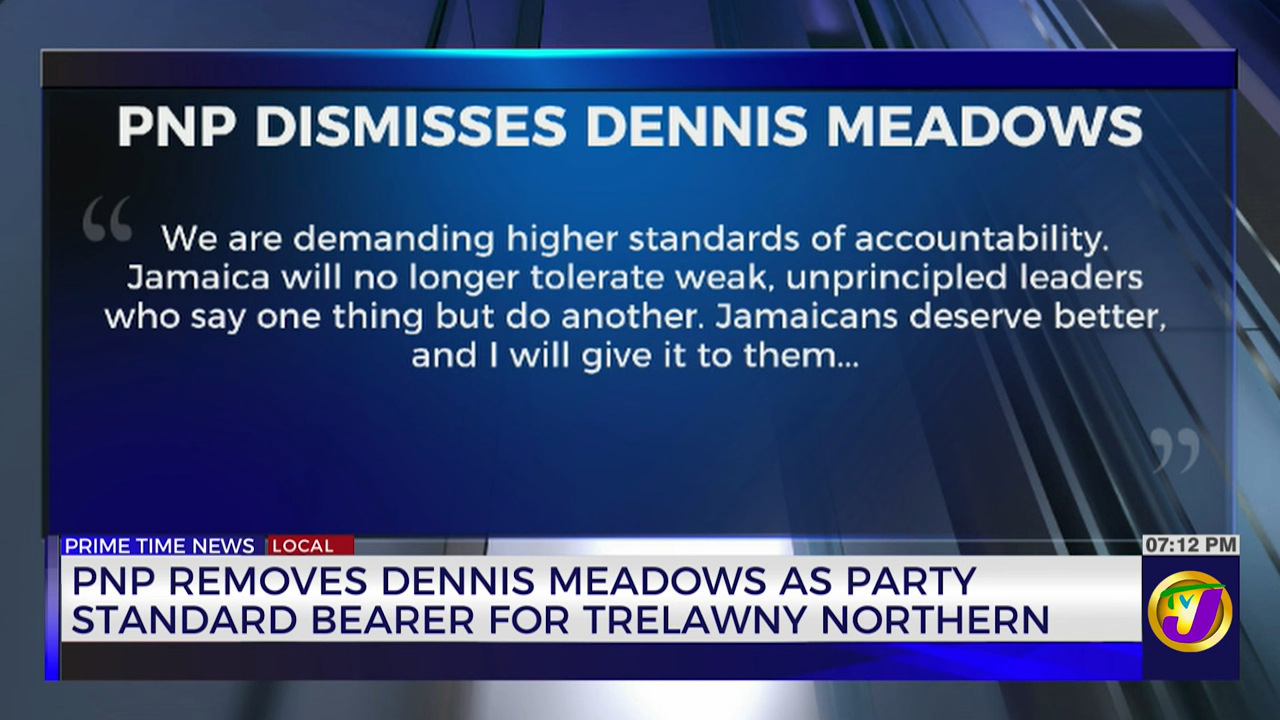 PNP DISMISSES DENNIS MEADOWS
“
We are demanding higher standards of accountability.
Jamaica will no longer tolerate weak, unprincipled leaders
who say one thing but do another. Jamaicans deserve better,
and I will give it to them...
”
PRIME TIME NEWS LOCAL
07:12 PM
PNP REMOVES DENNIS MEADOWS AS PARTY
STANDARD BEARER FOR TRELAWNY NORTHERN
TVJ